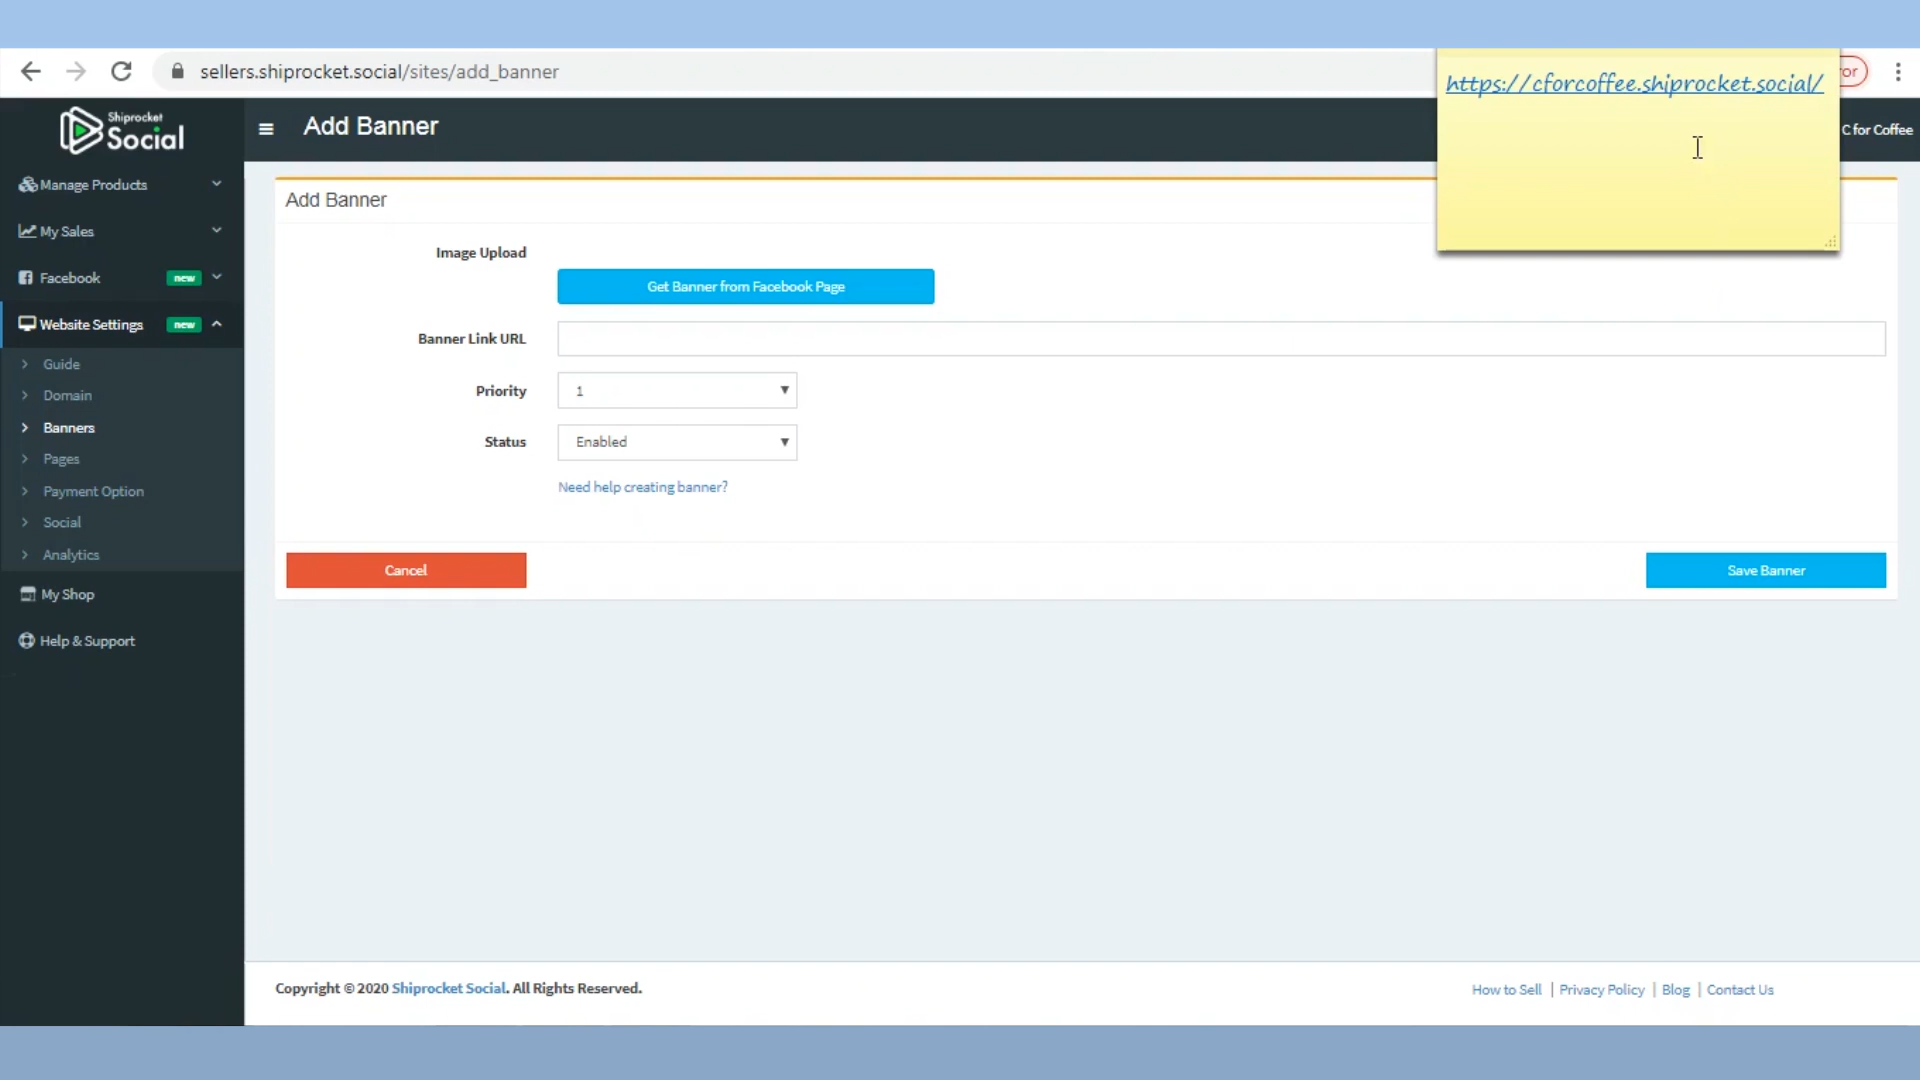 sellers.shiprocket.social/sites/add_banner
https://cforcoffee.shiprocket.social/
Shiprocket
Social
Add Banner
C for Coffee
Manage Products
My Sales
Facebook new
Website Settings new
Guide
Domain
Banners
Pages
Payment Option
Social
Analytics
My Shop
Help & Support
Add Banner
Image Upload
Get Banner from Facebook Page
Banner Link URL
Priority 1
Status Enabled
Need help creating banner?
Cancel
Save Banner
Copyright © 2020 Shiprocket Social. All Rights Reserved.
How to Sell | Privacy Policy | Blog | Contact Us